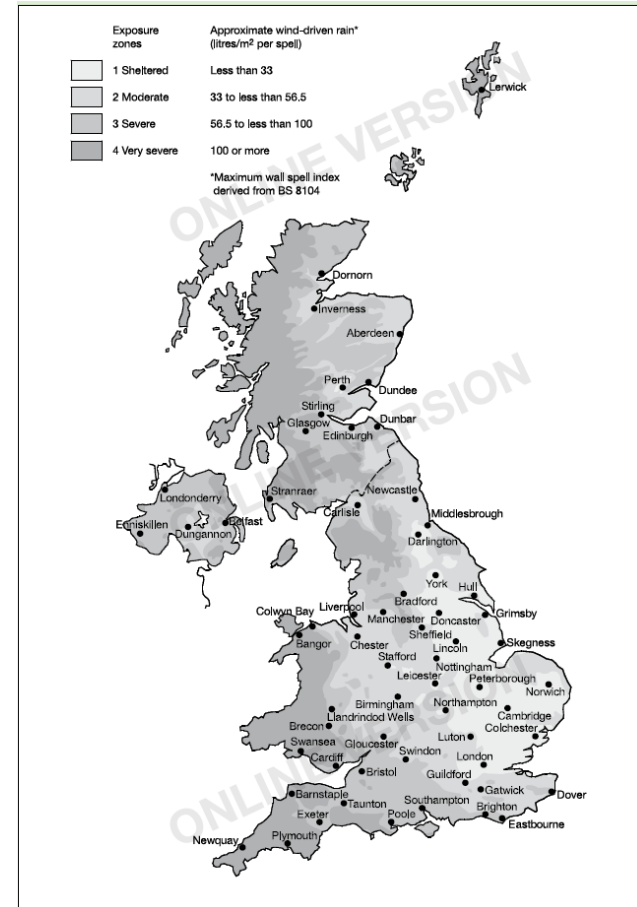 Exposure zones
Approximate wind-driven rain*
(litres/m² per spell)
1 Sheltered Less than 33
2 Moderate 33 to less than 56.5
3 Severe 56.5 to less than 100
4 Very severe 100 or more
*Maximum wall spell index
derived from BS 8104
ONLINE VERSION
Lerwick
Dornorn
Inverness
Aberdeen
Perth
Dundee
Stirling
Glasgow
Edinburgh
Dunbar
ONLINE VERSION
Londonderry
Stranraer
Newcastle
Carlisle
Enniskillen
Dungannon
Belfast
Middlesbrough
Darlington
York
Hull
Bradford
Colwyn Bay
Liverpool
Manchester
Doncaster
Grimsby
Bangor
Chester
Sheffield
Lincoln
Skegness
Stafford
Nottingham
Leicester
Peterborough
Norwich
Birmingham
Northampton
Llandrindod Wells
Cambridge
Brecon
Colchester
Swansea
Gloucester
Luton
Cardiff
Swindon
London
Bristol
Guildford
Gatwick
Dover
Barnstaple
Taunton
Southampton
Brighton
Exeter
Poole
Eastbourne
Newquay
Plymouth
ONLINE VERSION